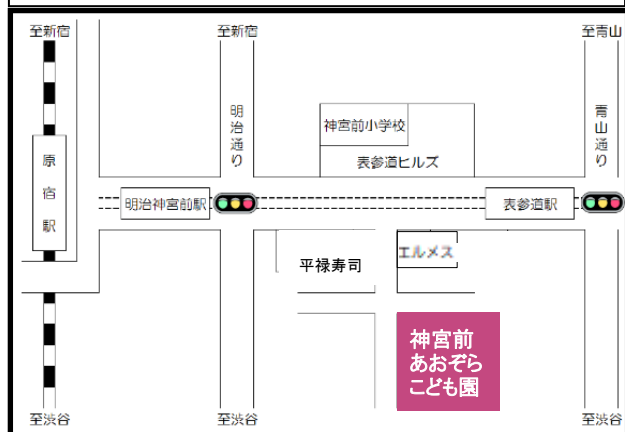 至新宿
至新宿
至青山
明治通り
青山通り
神宮前小学校
表参道ヒルズ
原宿駅
明治神宮前駅
表参道駅
平禄寿司
エルメス
神宮前
あおぞら
こども園
至渋谷
至渋谷
至渋谷